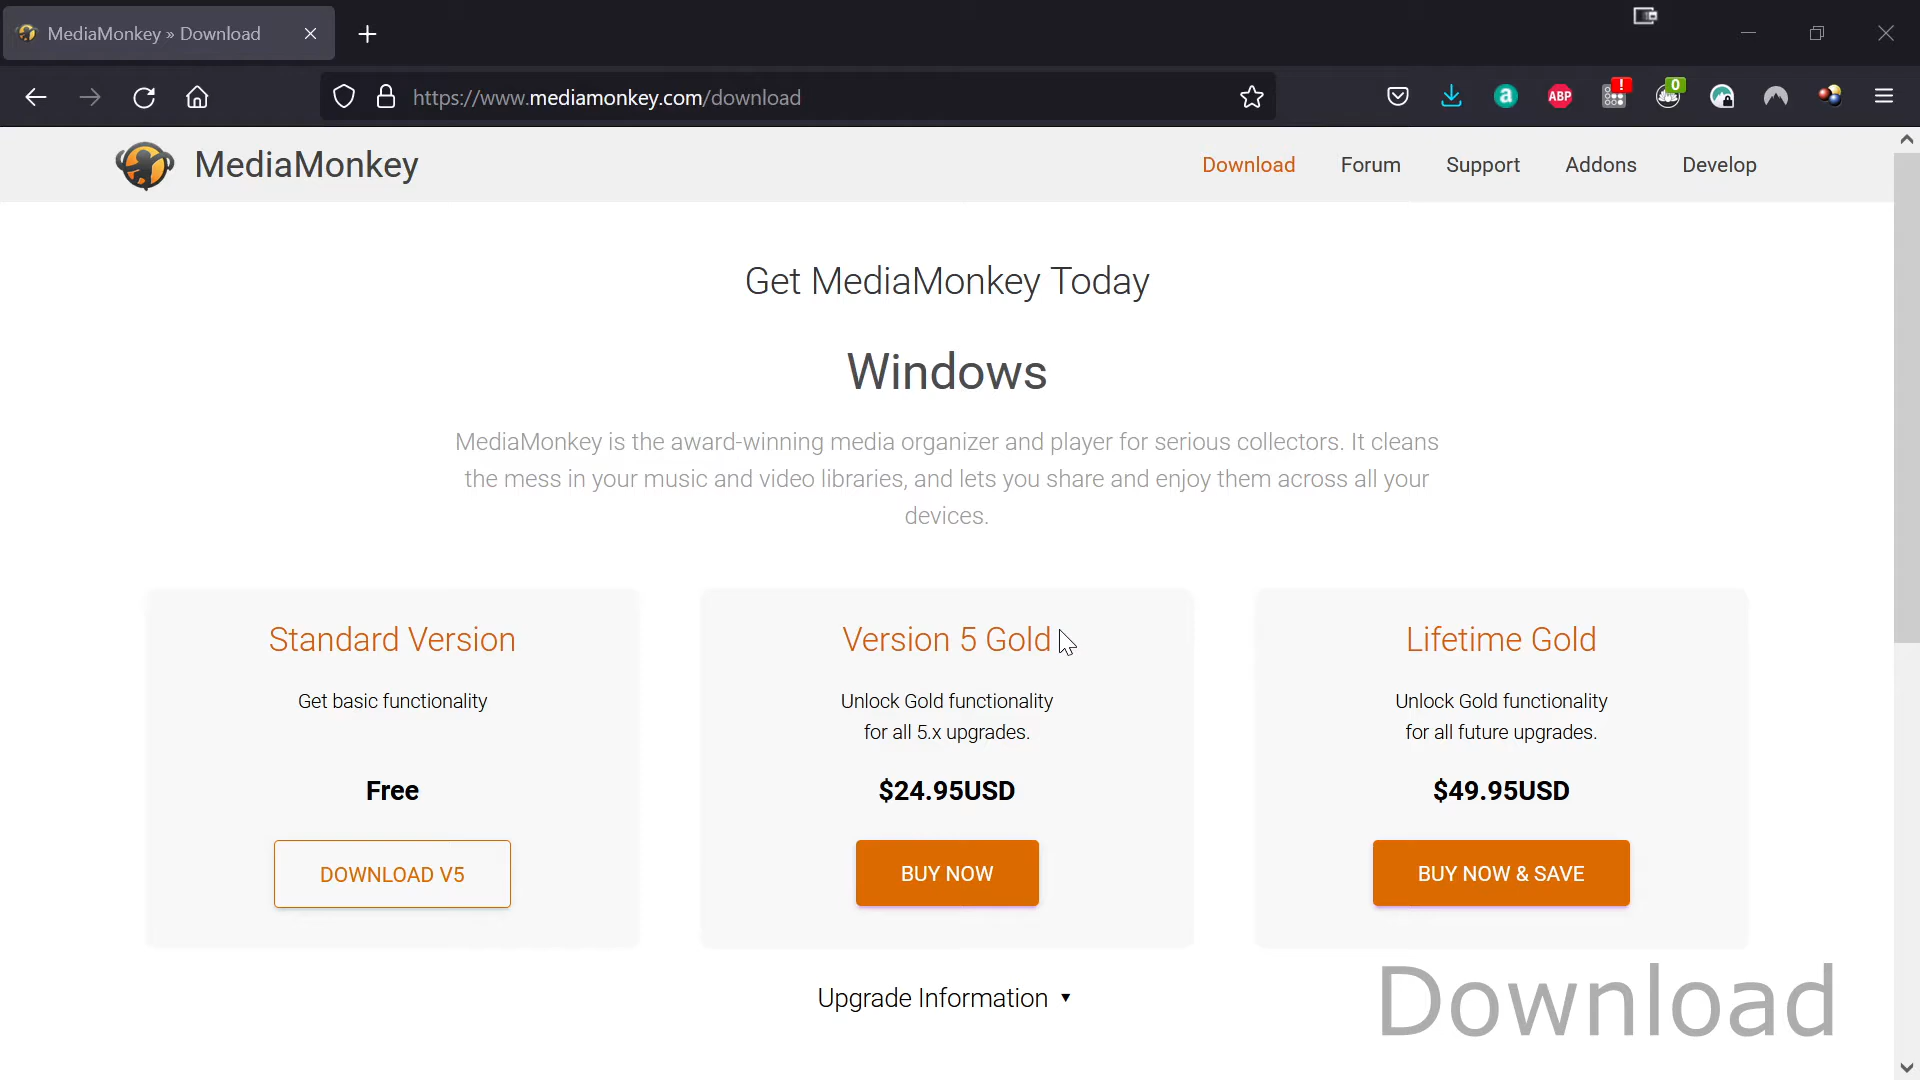 MediaMonkey » Download
https://www.mediamonkey.com/download
a
ABP
!
0
MediaMonkey
Download
Forum
Support
Addons
Develop
Get MediaMonkey Today
Windows
MediaMonkey is the award-winning media organizer and player for serious collectors. It cleans
the mess in your music and video libraries, and lets you share and enjoy them across all your
devices.
Standard Version
Get basic functionality
Free
DOWNLOAD V5
Version 5 Gold
Unlock Gold functionality
for all 5.x upgrades.
$24.95USD
BUY NOW
Lifetime Gold
Unlock Gold functionality
for all future upgrades.
$49.95USD
BUY NOW & SAVE
Upgrade Information
Download